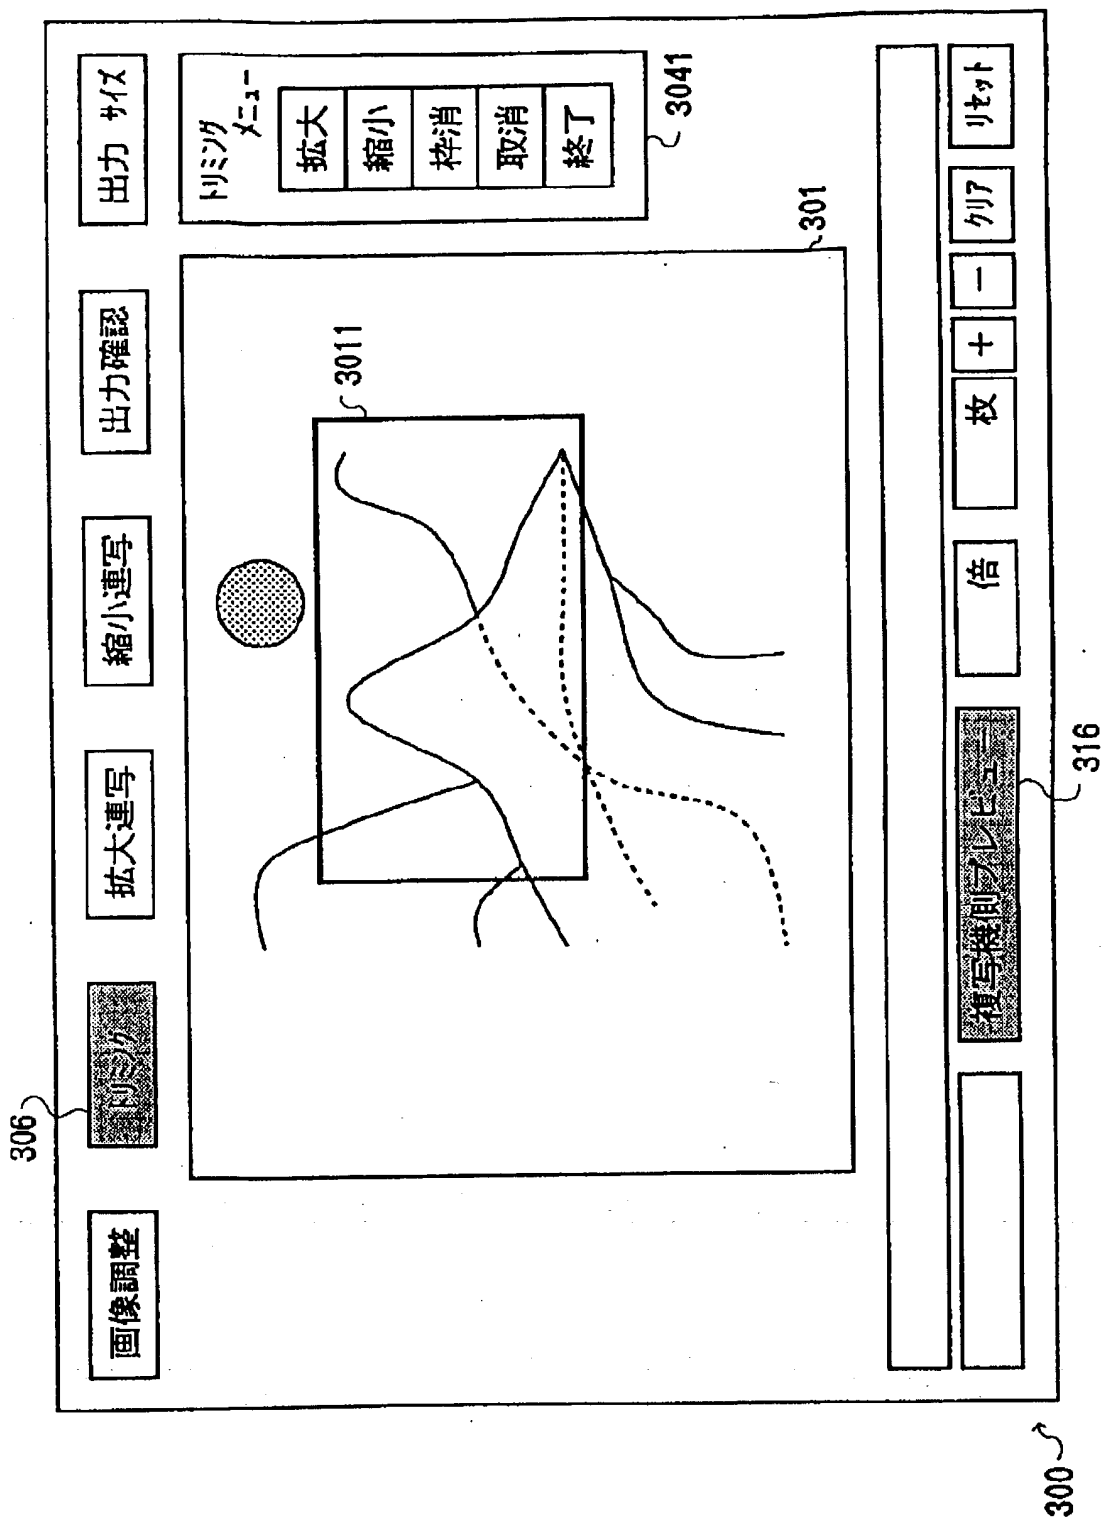 306
画像調整
トリミング
拡大連写
縮小連写
出力確認
出力 サイズ
トリミング
メニュー
拡大
縮小
枠消
取消
終了
3041
3011
301
複写機側プレビュー
倍
枚
+
−
クリア
リセット
316
300